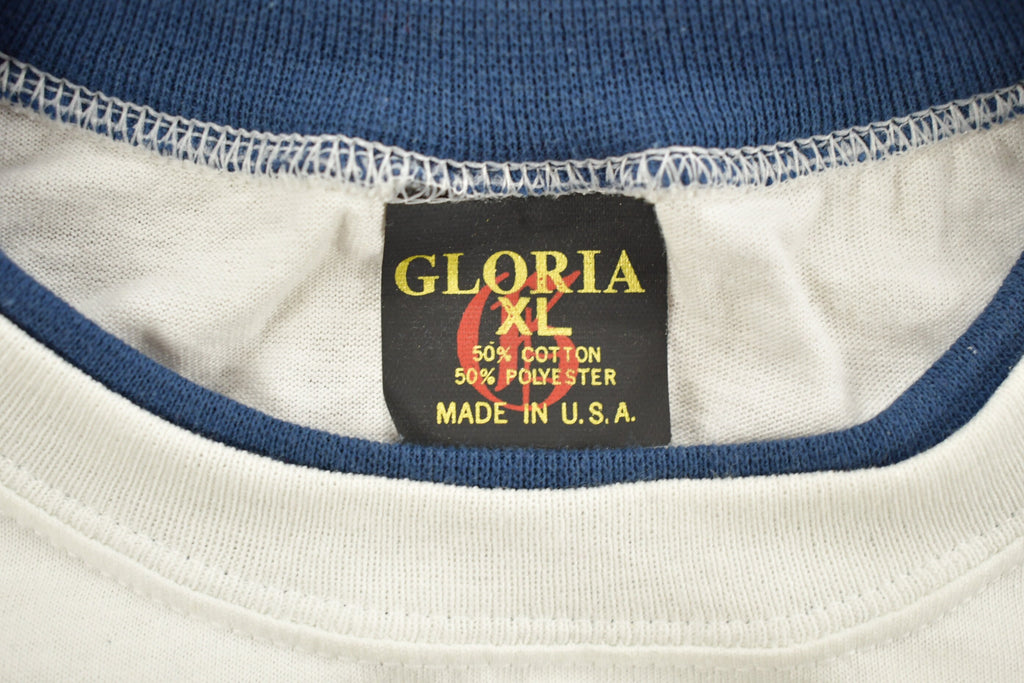 GLORIA
XL
50% COTTON
50% POLYESTER
MADE IN U.S.A.